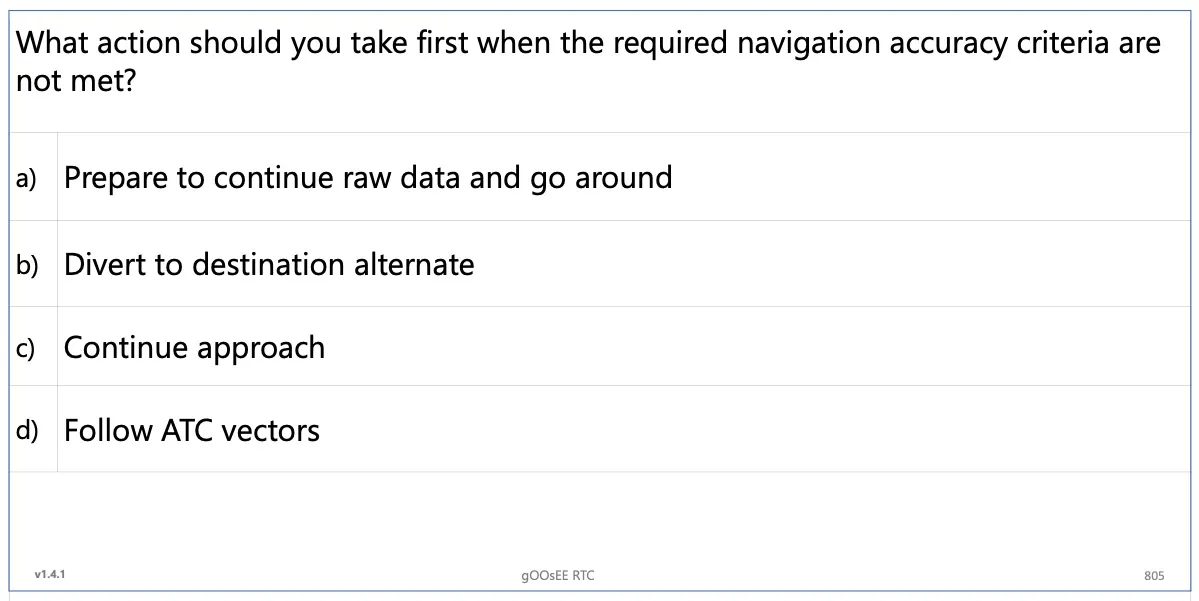 What action should you take first when the required navigation accuracy criteria are
not met?
a) Prepare to continue raw data and go around
b) Divert to destination alternate
c) Continue approach
d) Follow ATC vectors
v1.4.1 gOOsEE RTC 805